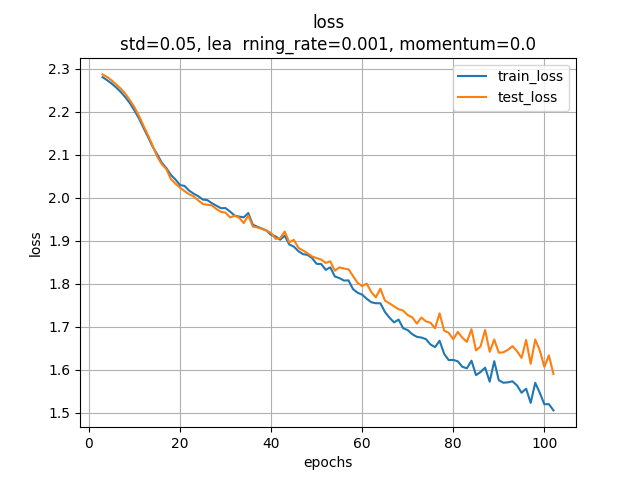 loss
std=0.05, lea  rning_rate=0.001, momentum=0.0
train_loss
test_loss
2.3
2.2
2.1
2.0
1.9
1.8
1.7
1.6
1.5
loss
0
20
40
60
80
100
epochs